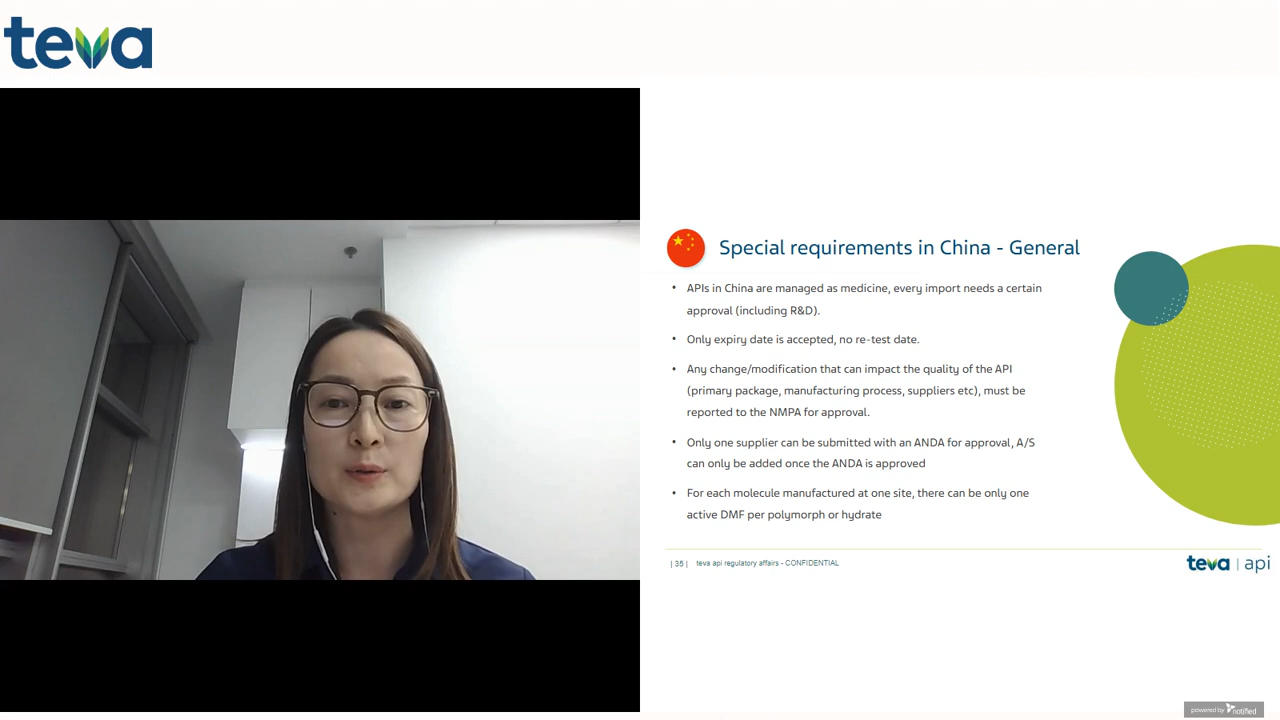 teva
Special requirements in China - General
• APIs in China are managed as medicine, every import needs a certain
approval (including R&D).
• Only expiry date is accepted, no re-test date.
• Any change/modification that can impact the quality of the API
(primary package, manufacturing process, suppliers etc), must be
reported to the NMPA for approval.
• Only one supplier can be submitted with an ANDA for approval, A/S
can only be added once the ANDA is approved
• For each molecule manufactured at one site, there can be only one
active DMF per polymorph or hydrate
| 35 | teva api regulatory affairs - CONFIDENTIAL
teva | api
powered by notified